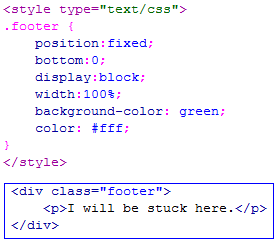 <style type="text/css">
.footer {
    position:fixed;
    bottom:0;
    display:block;
    width:100%;
    background-color: green;
    color: #fff;
}
</style>
<div class="footer">
    <p>I will be stuck here.</p>
</div>